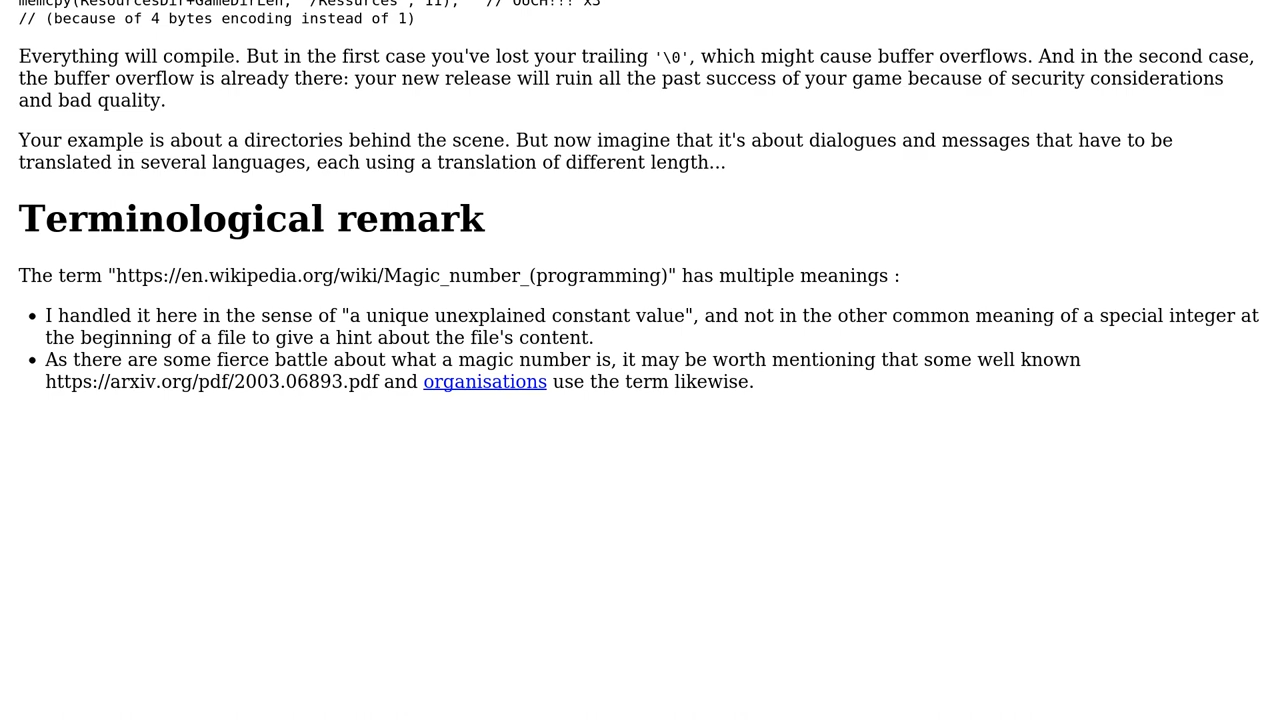 memcpy(ResourcesDir+GameDirLen, "/Ressources", 11);   // OUCH!!! x3
// (because of 4 bytes encoding instead of 1)
Everything will compile. But in the first case you've lost your trailing '\0', which might cause buffer overflows. And in the second case,
the buffer overflow is already there: your new release will ruin all the past success of your game because of security considerations
and bad quality.
Your example is about a directories behind the scene. But now imagine that it's about dialogues and messages that have to be
translated in several languages, each using a translation of different length...
Terminological remark
The term "https://en.wikipedia.org/wiki/Magic_number_(programming)" has multiple meanings :
• I handled it here in the sense of "a unique unexplained constant value", and not in the other common meaning of a special integer at
the beginning of a file to give a hint about the file's content.
• As there are some fierce battle about what a magic number is, it may be worth mentioning that some well known
https://arxiv.org/pdf/2003.06893.pdf and organisations use the term likewise.